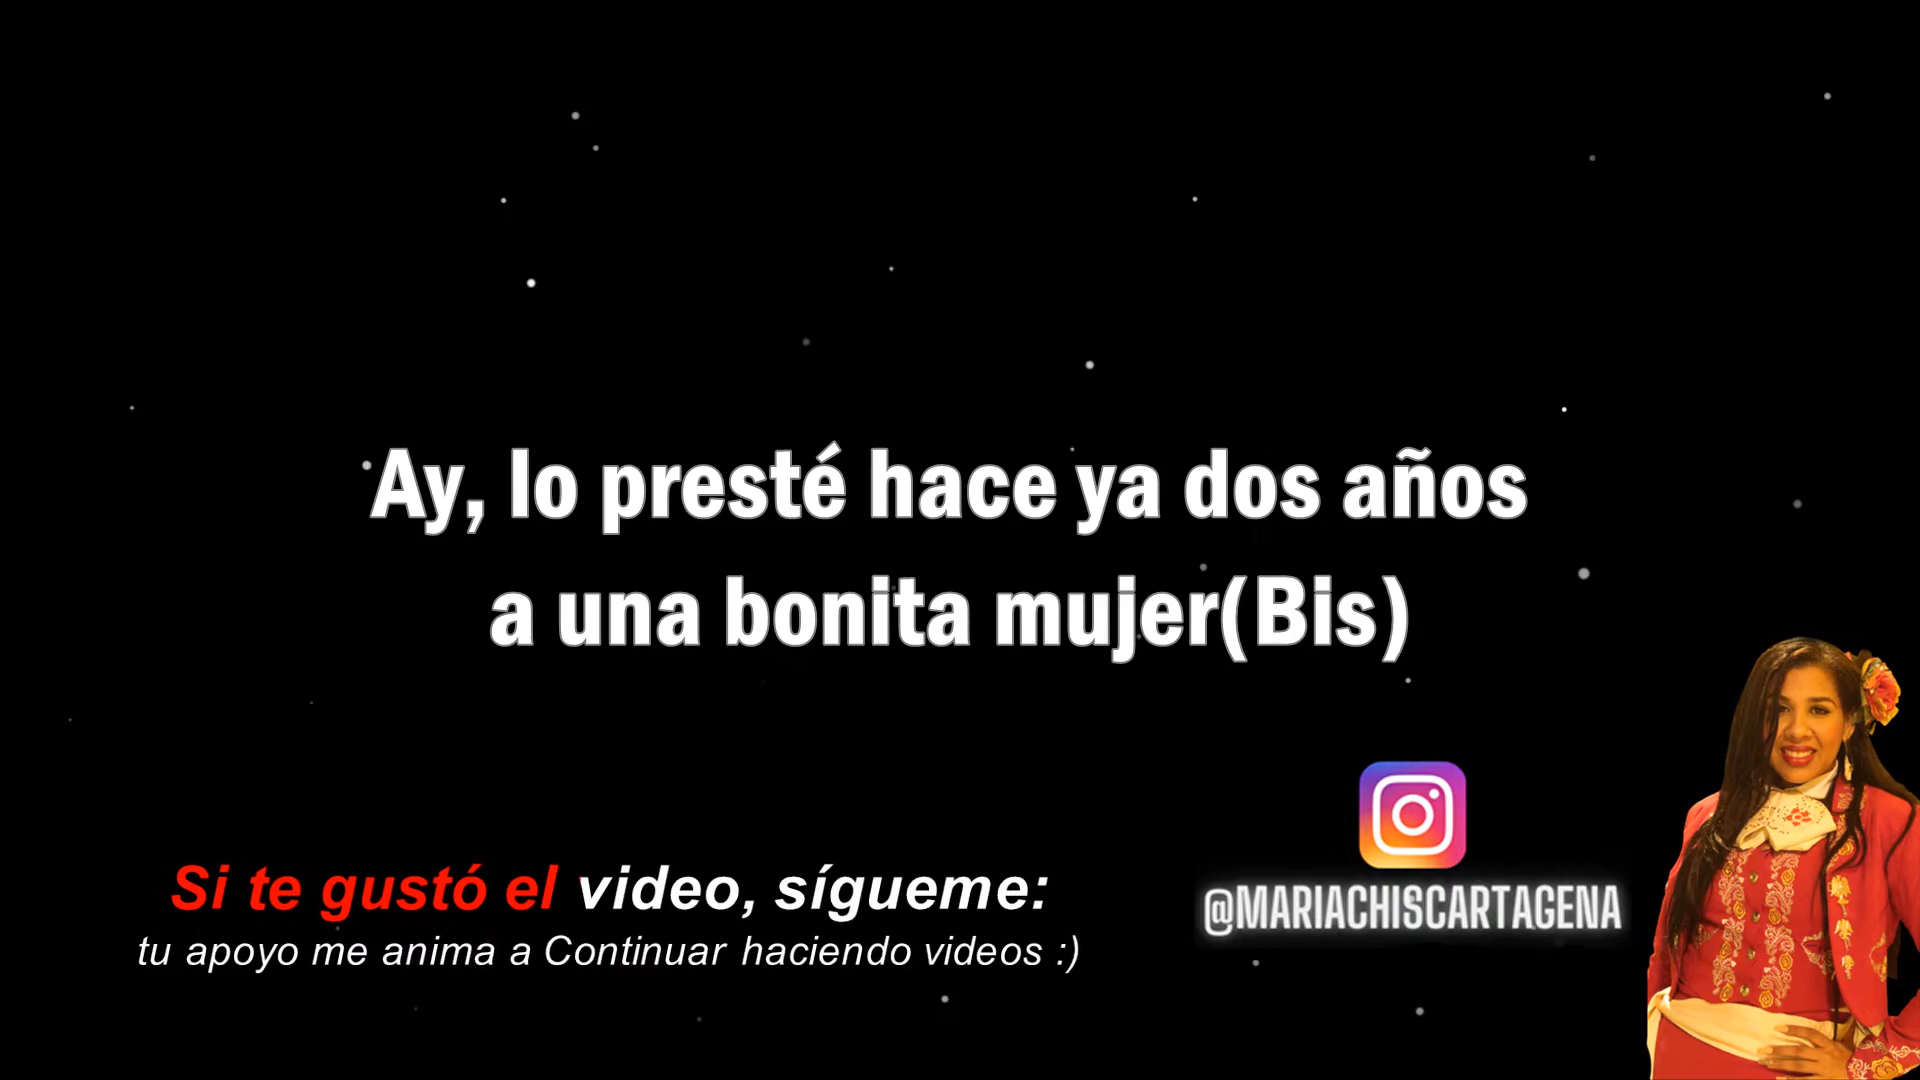 Ay, lo presté hace ya dos años
a una bonita mujer(Bis)
Si te gustó el video, sígueme:
tu apoyo me anima a Continuar haciendo videos :)
@MARIACHISCARTAGENA